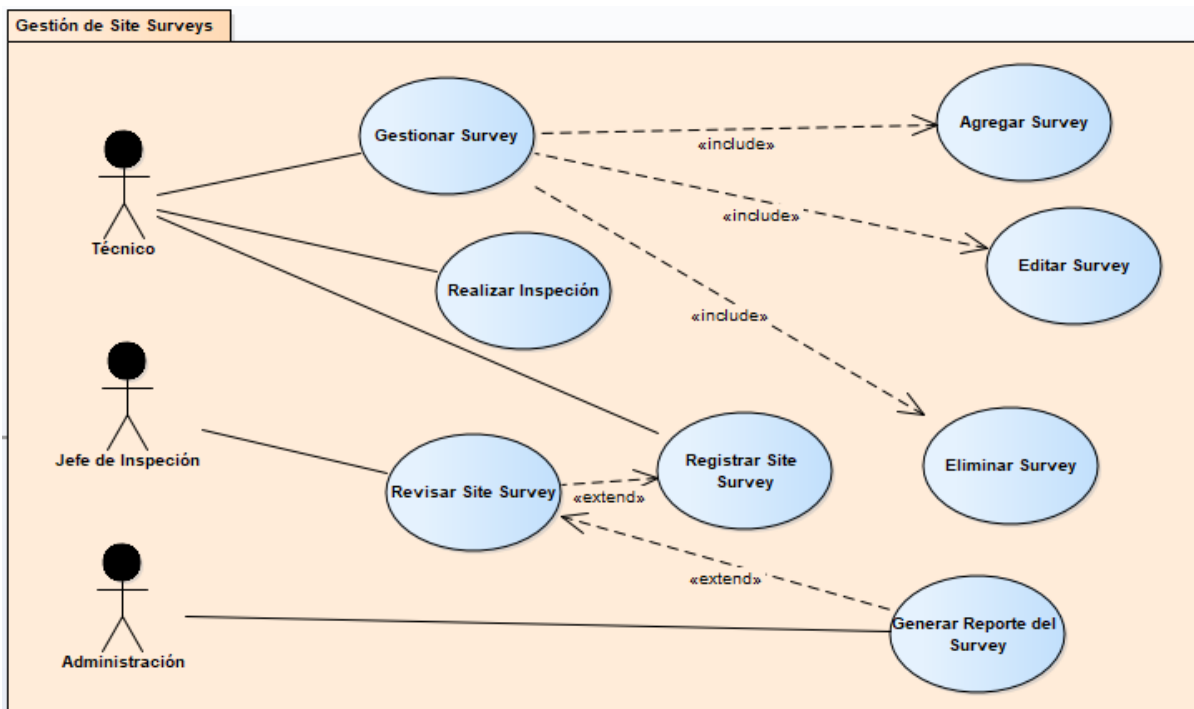 Gestión de Site Surveys
Gestionar Survey
Agregar Survey
«include»
Técnico
«include»
Editar Survey
Realizar Inspeción
«include»
Jefe de Inspeción
Revisar Site Survey
«extend»
Registrar Site
Survey
Eliminar Survey
«extend»
Administración
Generar Reporte del
Survey